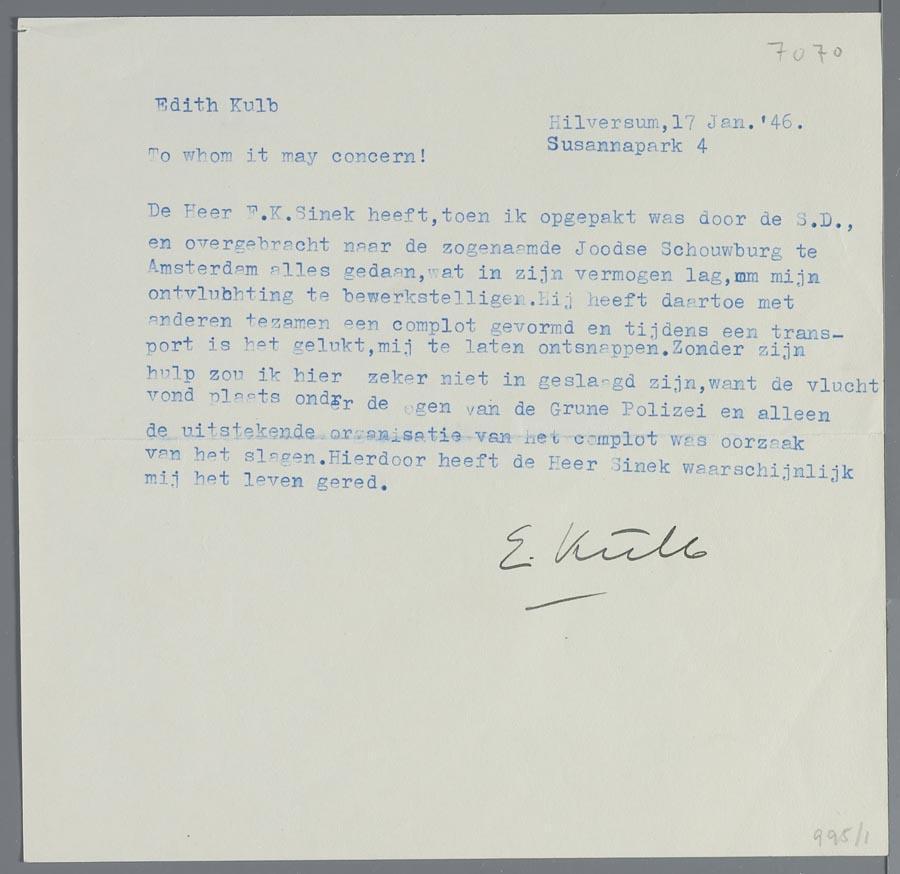 7070
Edith Kulb
Hilversum,17 Jan.'46.
Susannapark 4
To whom it may concern!
De Heer F.K.Sinek heeft,toen ik opgepakt was door de S.D.,
en overgebracht naar de zogenaamde Joodse Schouwburg te
Amsterdam alles gedaan,wat in zijn vermogen lag,mm mijn
ontvlubhting te bewerkstelligen.Hij heeft daartoe met
anderen tezamen een complot gevormd en tijdens een trans-
port is het gelukt,mij te laten ontsnappen.Zonder zijn
hulp zou ik hier zeker niet in geslaagd zijn,want de vlucht
vond plaats onder de ogen van de Grune Polizei en alleen
de uitstekende organisatie van het complot was oorzaak
van het slagen.Hierdoor heeft de Heer Sinek waarschijnlijk
mij het leven gered.
E. Kulb
995/1